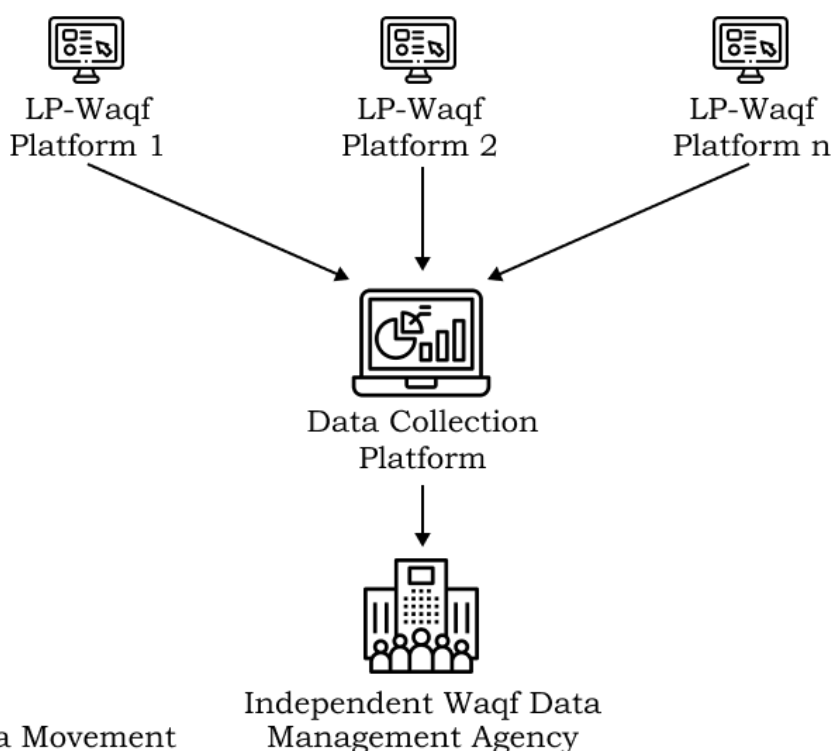 LP-Waqf
Platform 1
LP-Waqf
Platform 2
LP-Waqf
Platform n
Data Collection
Platform
Independent Waqf Data
Management Agency
Movement